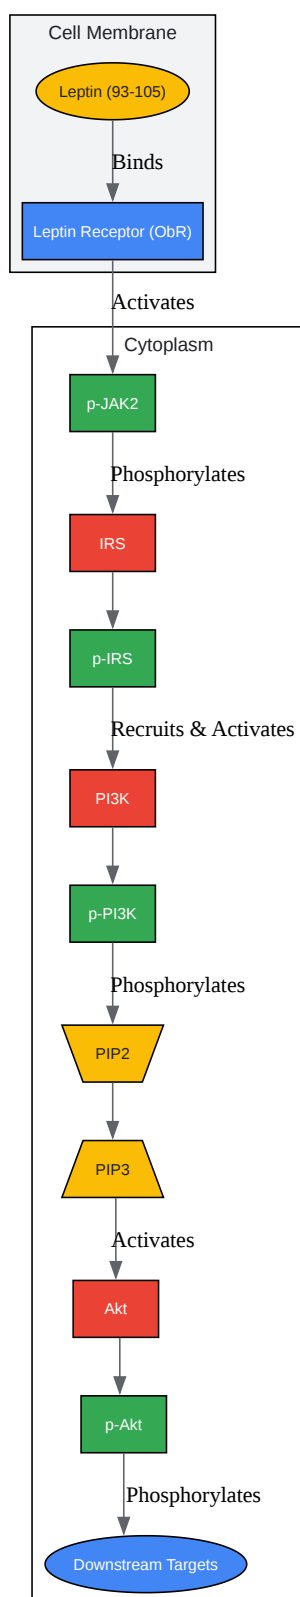 Cell Membrane
Leptin (93-105)
Binds
Leptin Receptor (ObR)
Activates
Cytoplasm
p-JAK2
Phosphorylates
IRS
p-IRS
Recruits & Activates
PI3K
p-PI3K
Phosphorylates
PIP2
PIP3
Activates
Akt
p-Akt
Phosphorylates
Downstream Targets